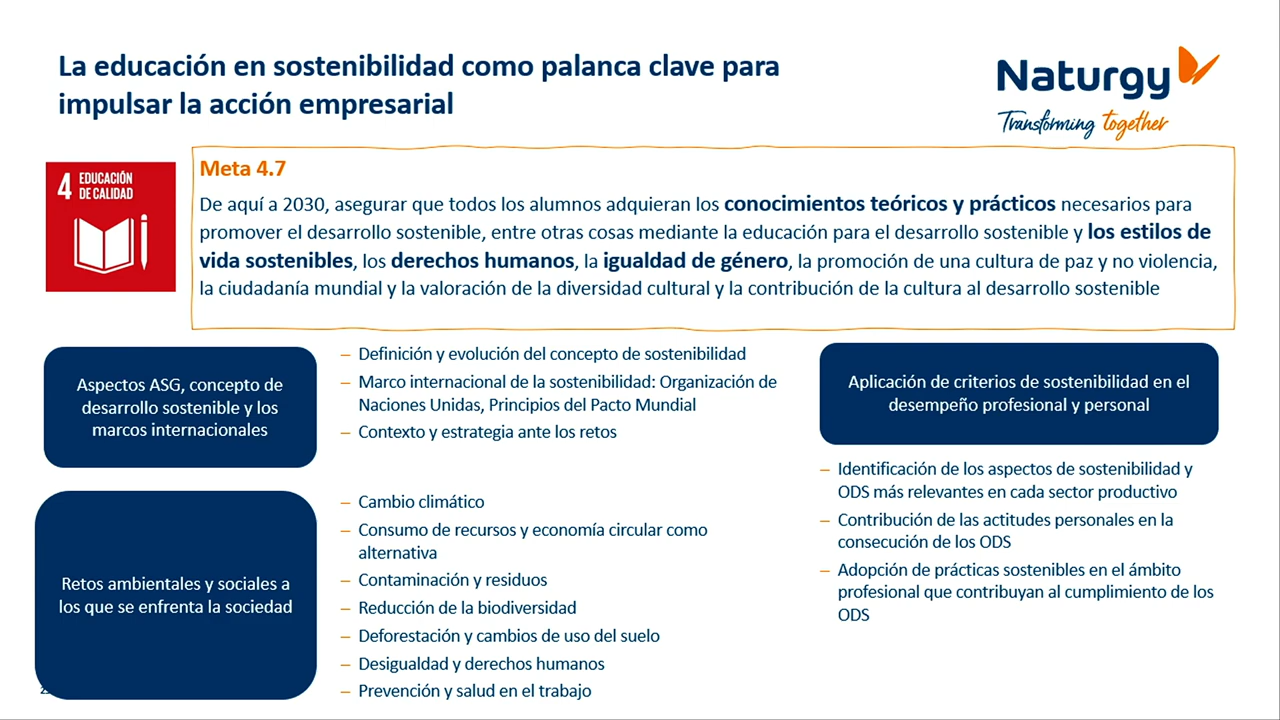 La educación en sostenibilidad como palanca clave para
impulsar la acción empresarial
Naturgy
Transforming together
4 EDUCACIÓN
DE CALIDAD
Meta 4.7
De aquí a 2030, asegurar que todos los alumnos adquieran los conocimientos teóricos y prácticos necesarios para
promover el desarrollo sostenible, entre otras cosas mediante la educación para el desarrollo sostenible y los estilos de
vida sostenibles, los derechos humanos, la igualdad de género, la promoción de una cultura de paz y no violencia,
la ciudadanía mundial y la valoración de la diversidad cultural y la contribución de la cultura al desarrollo sostenible
Aspectos ASG, concepto de
desarrollo sostenible y los
marcos internacionales
– Definición y evolución del concepto de sostenibilidad
– Marco internacional de la sostenibilidad: Organización de
Naciones Unidas, Principios del Pacto Mundial
– Contexto y estrategia ante los retos
Retos ambientales y sociales a
los que se enfrenta la sociedad
– Cambio climático
– Consumo de recursos y economía circular como
alternativa
– Contaminación y residuos
– Reducción de la biodiversidad
– Deforestación y cambios de uso del suelo
– Desigualdad y derechos humanos
– Prevención y salud en el trabajo
Aplicación de criterios de sostenibilidad en el
desempeño profesional y personal
– Identificación de los aspectos de sostenibilidad y
ODS más relevantes en cada sector productivo
– Contribución de las actitudes personales en la
consecución de los ODS
– Adopción de prácticas sostenibles en el ámbito
profesional que contribuyan al cumplimiento de los
ODS